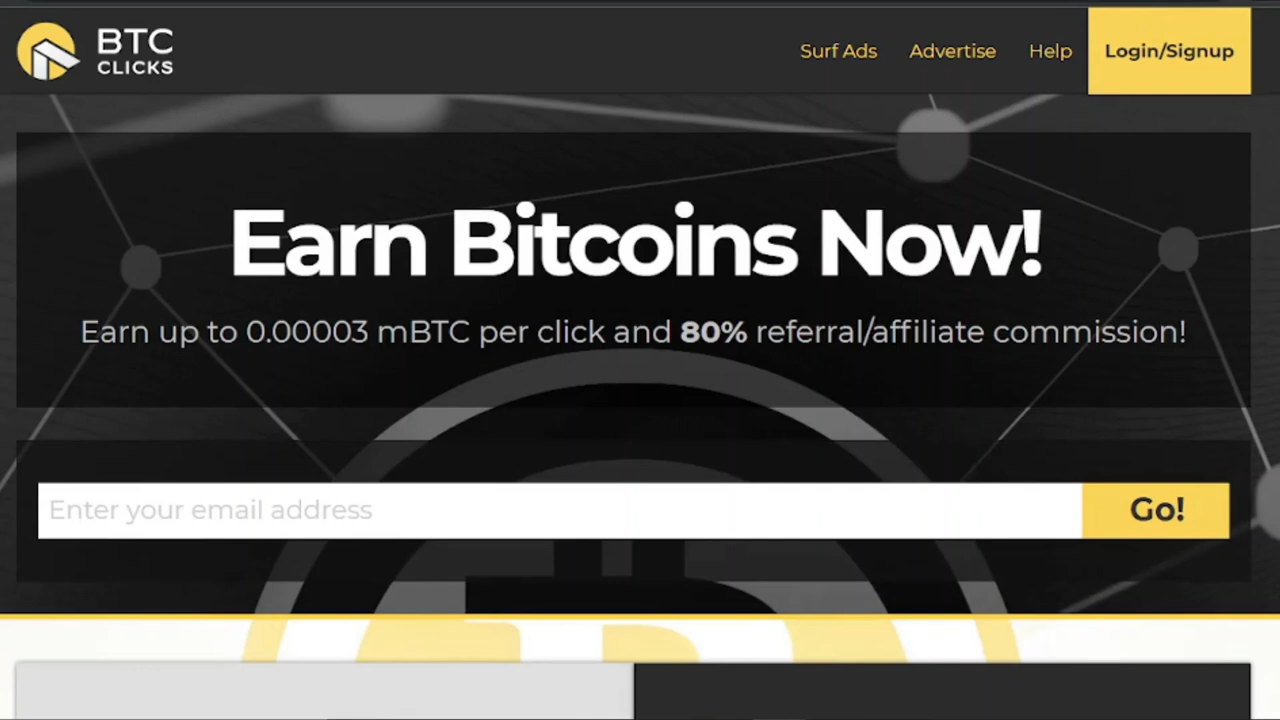 BTC
CLICKS
Surf Ads
Advertise
Help
Login/Signup
Earn Bitcoins Now!
Earn up to 0.00003 mBTC per click and 80% referral/affiliate commission!
Enter your email address
Go!